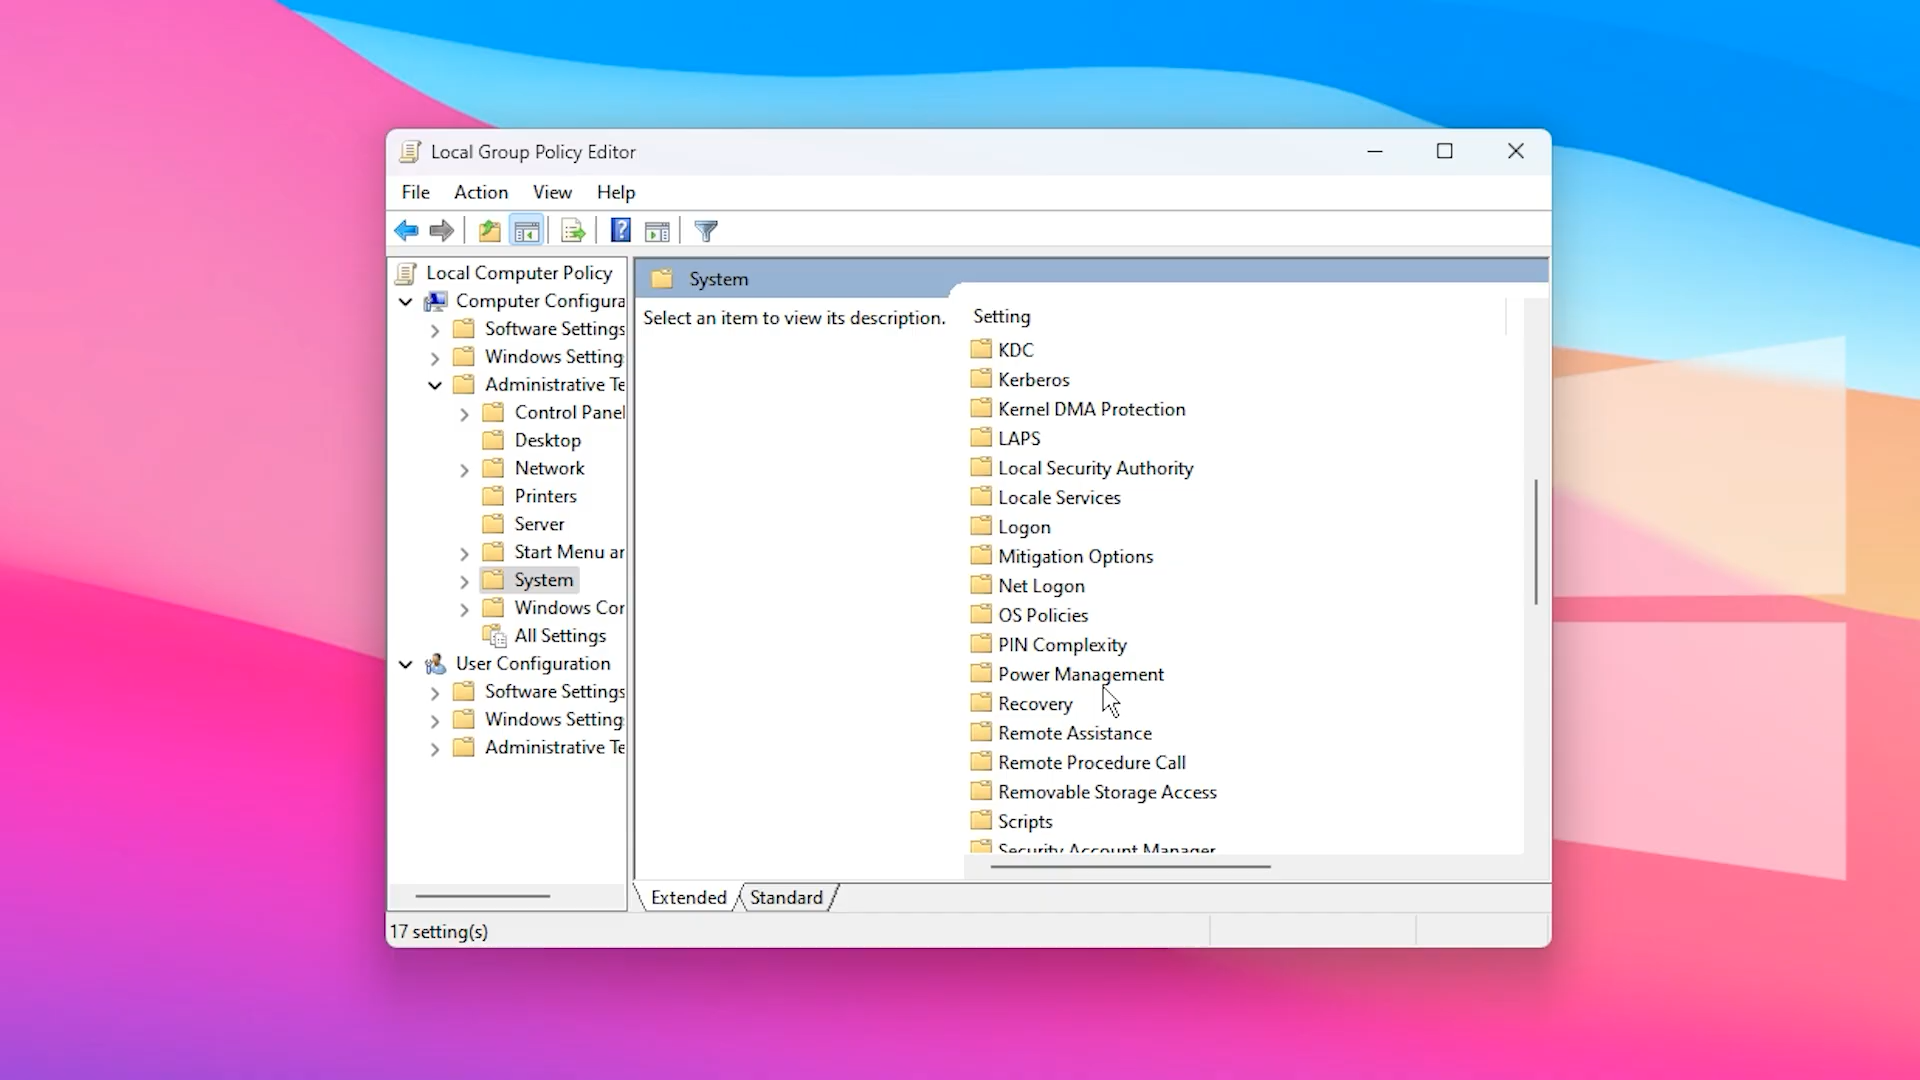 Local Group Policy Editor
File Action View Help
Local Computer Policy
Computer Configura
Software Settings
Windows Setting
Administrative Te
Control Panel
Desktop
Network
Printers
Server
Start Menu ar
System
Windows Cor
All Settings
User Configuration
Software Settings
Windows Setting
Administrative Te
System
Select an item to view its description.
Setting
KDC
Kerberos
Kernel DMA Protection
LAPS
Local Security Authority
Locale Services
Logon
Mitigation Options
Net Logon
OS Policies
PIN Complexity
Power Management
Recovery
Remote Assistance
Remote Procedure Call
Removable Storage Access
Scripts
Security Account Manager
Extended Standard
17 setting(s)